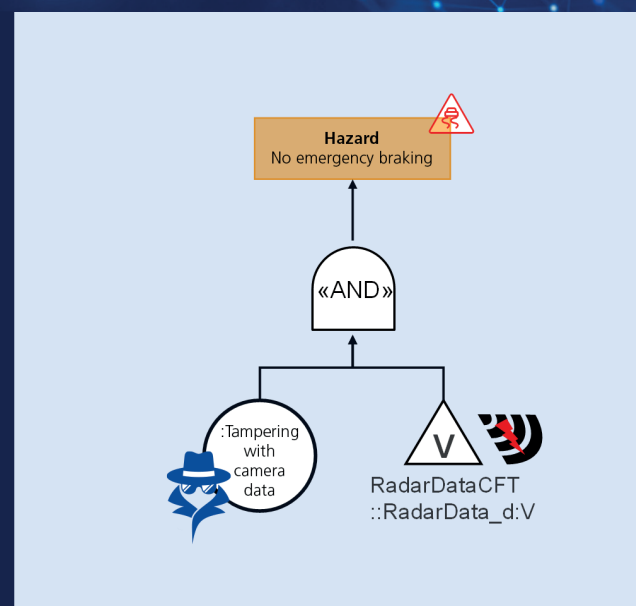 Hazard
No emergency braking
«AND»
:Tampering
with
camera
data
V
RadarDataCFT
::RadarData_d:V